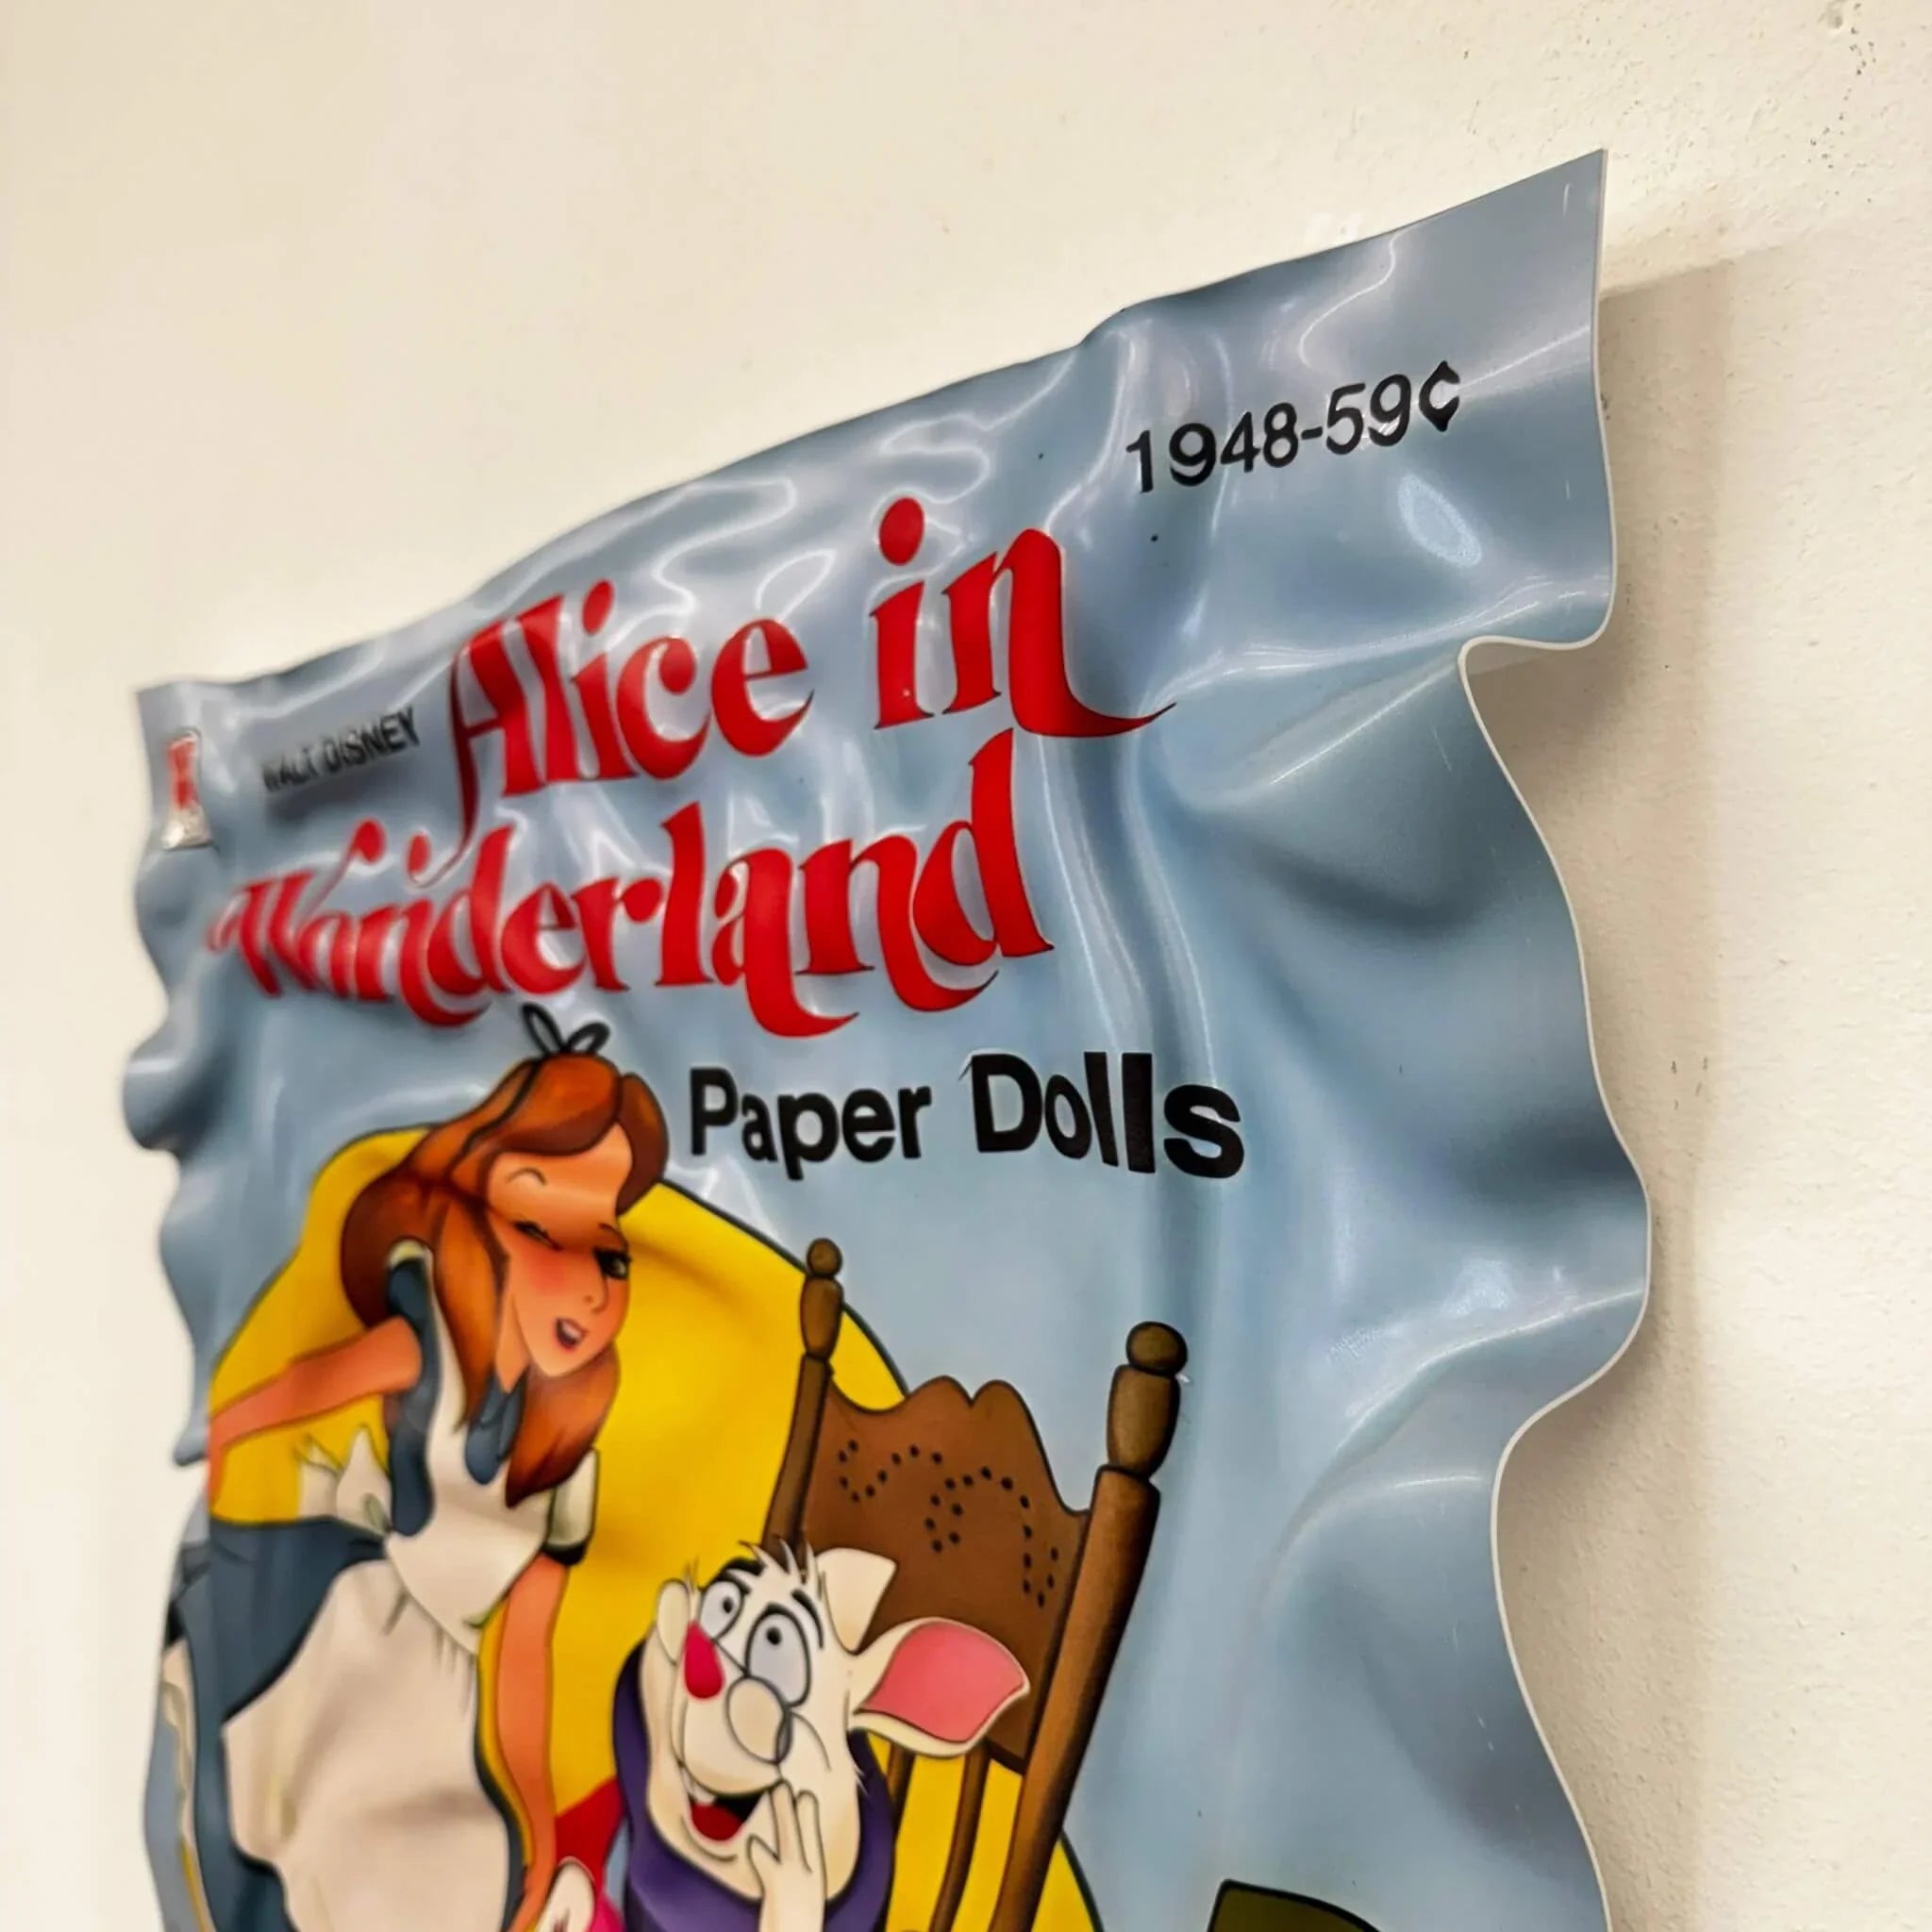 1948-59¢
WALT DISNEY
Alice in
Wonderland
Paper Dolls